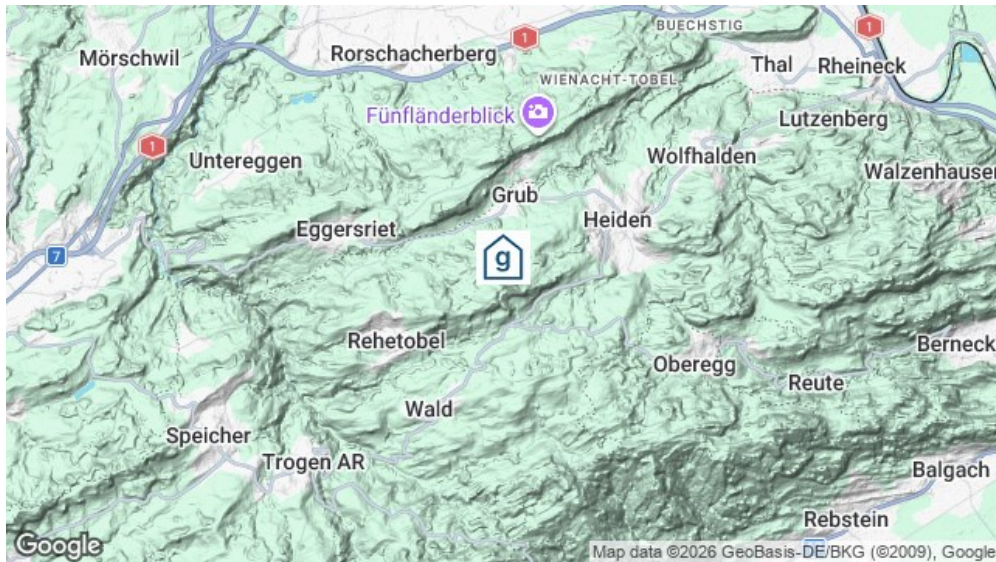 1
BUECHSTIG
1
Mörschwil
Rorschacherberg
Thal
Rheineck
WIENACHT-TOBEL
Fünfländerblick
Lutzenberg
1
Untereggen
Wolfhalden
Walzenhausen
Grub
Heiden
Eggersriet
7
g
Rehetobel
Oberegg
Berneck
Reute
Wald
Speicher
Trogen AR
Balgach
Rebstein
Google
Map data ©2026 GeoBasis-DE/BKG (©2009), Google